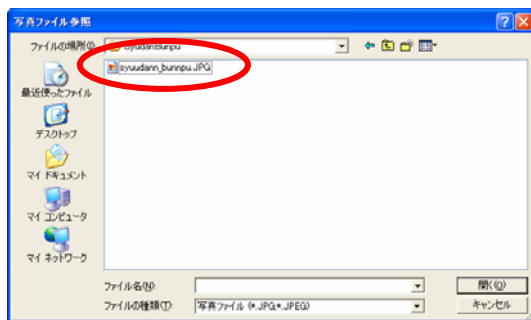 写真ファイル参照
ファイルの場所(I):
SyudanBunpu
syuudann_bunnpu.JPG
最近使ったファイル
デスクトップ
マイ ドキュメント
マイ コンピュータ
マイ ネットワーク
ファイル名(N):
開く(O)
ファイルの種類(T):
写真ファイル (*.JPG;*.JPEG)
キャンセル